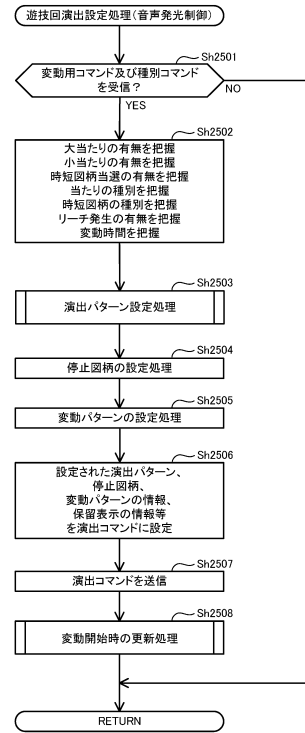 遊技回演出設定処理(音声発光制御)
Sh2501
変動用コマンド及び種別コマンド
を受信？
NO
YES
Sh2502
大当たりの有無を把握
小当たりの有無を把握
時短図柄当選の有無を把握
当たりの種別を把握
時短図柄の種別を把握
リーチ発生の有無を把握
変動時間を把握
Sh2503
演出パターン設定処理
Sh2504
停止図柄の設定処理
Sh2505
変動パターンの設定処理
Sh2506
設定された演出パターン、
停止図柄、
変動パターンの情報、
保留表示の情報等
を演出コマンドに設定
Sh2507
演出コマンドを送信
Sh2508
変動開始時の更新処理
RETURN